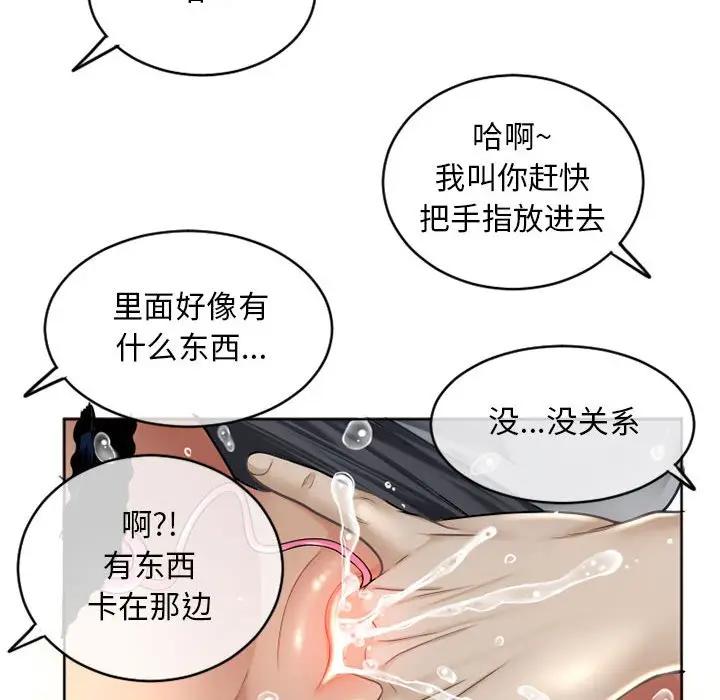 哈啊~
我叫你赶快
把手指放进去
里面好像有
什么东西...
没...没关系
啊?!
有东西
卡在那边